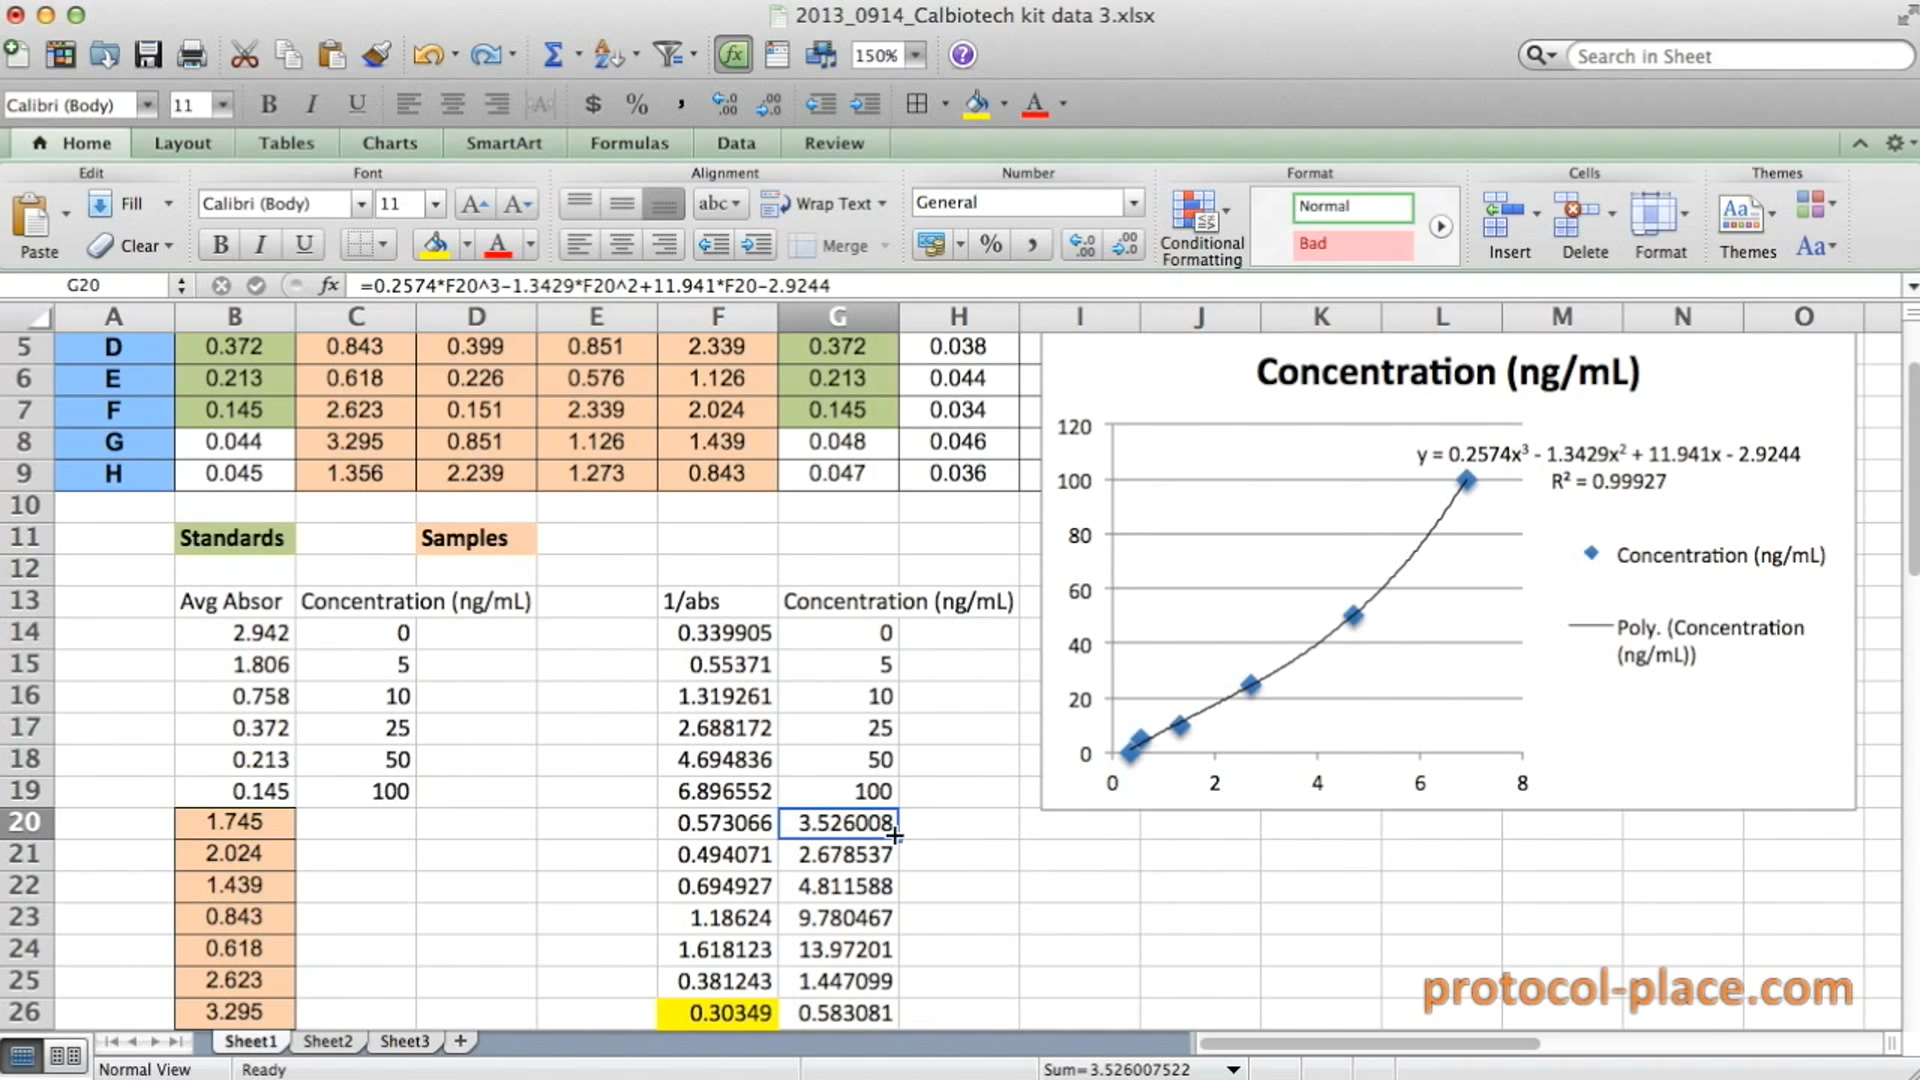 2013_0914_Calbiotech kit data 3.xlsx
150%
Search in Sheet
Calibri (Body) 11
Home Layout Tables Charts SmartArt Formulas Data Review
Edit Font Alignment Number Format Cells Themes
Fill Calibri (Body) 11 abc Wrap Text General Normal
Paste Clear Merge Conditional Formatting Bad Insert Delete Format Themes
G20 fx =0.2574*F20^3-1.3429*F20^2+11.941*F20-2.9244
A B C D E F G H I J K L M N O
5 D 0.372 0.843 0.399 0.851 2.339 0.372 0.038
6 E 0.213 0.618 0.226 0.576 1.126 0.213 0.044
7 F 0.145 2.623 0.151 2.339 2.024 0.145 0.034
8 G 0.044 3.295 0.851 1.126 1.439 0.048 0.046
9 H 0.045 1.356 2.239 1.273 0.843 0.047 0.036
10
11 Standards Samples
12
13 Avg Absor Concentration (ng/mL) 1/abs Concentration (ng/mL)
14 2.942 0 0.339905 0
15 1.806 5 0.55371 5
16 0.758 10 1.319261 10
17 0.372 25 2.688172 25
18 0.213 50 4.694836 50
19 0.145 100 6.896552 100
20 1.745 0.573066 3.526008
21 2.024 0.494071 2.678537
22 1.439 0.694927 4.811588
23 0.843 1.18624 9.780467
24 0.618 1.618123 13.97201
25 2.623 0.381243 1.447099
26 3.295 0.30349 0.583081
Concentration (ng/mL)
120
100
80
60
40
20
0
0 2 4 6 8
y = 0.2574x³ - 1.3429x² + 11.941x - 2.9244
R² = 0.99927
Concentration (ng/mL)
Poly. (Concentration
(ng/mL))
protocol-place.com
Sheet1 Sheet2 Sheet3
Normal View Ready Sum=3.526007522